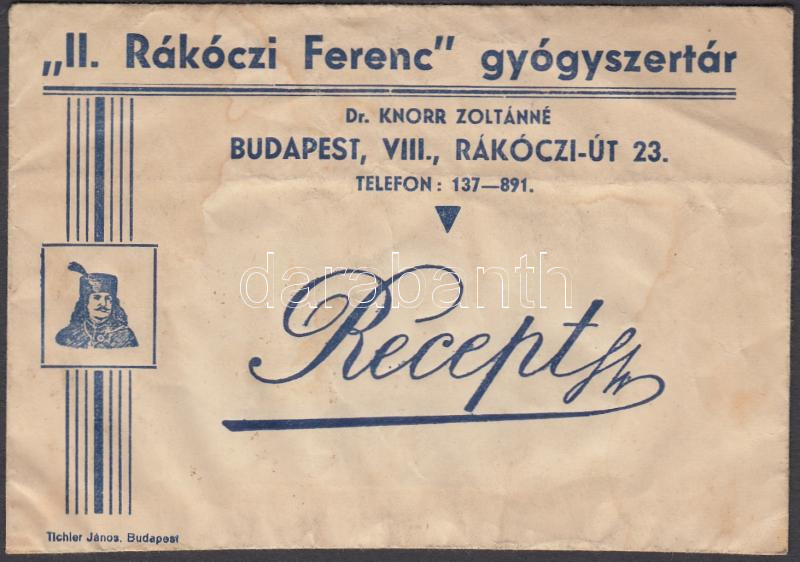 „II. Rákóczi Ferenc” gyógyszertár
Dr. KNORR ZOLTÁNNÉ
BUDAPEST, VIII., RÁKÓCZI-ÚT 23.
TELEFON: 137—891.
darabanth
Recept
Tichler János, Budapest